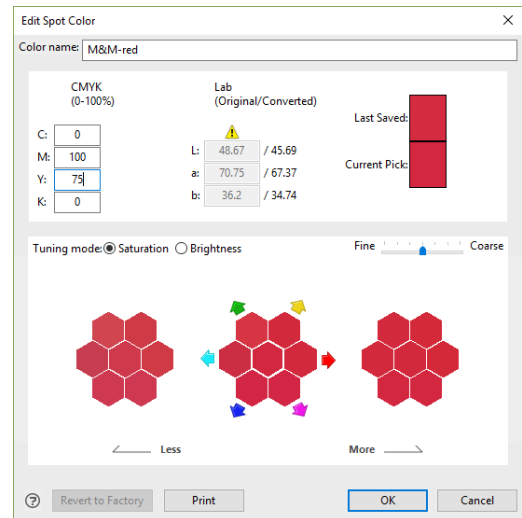 Edit Spot Color
Color name: M&M-red
CMYK
(0-100%)
Lab
(Original/Converted)
C: 0
M: 100
Y: 75
K: 0
L: 48.67 / 45.69
a: 70.75 / 67.37
b: 36.2 / 34.74
Last Saved:
Current Pick:
Tuning mode: Saturation Brightness
Fine Coarse
Less More
? Revert to Factory Print OK Cancel